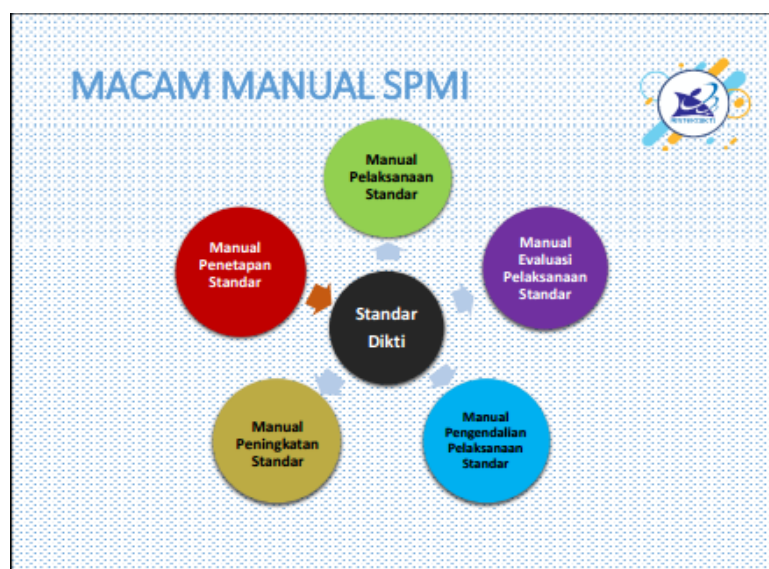 MACAM MANUAL SPMI
Manual
Pelaksanaan
Standar
Manual
Penetapan
Standar
Manual
Evaluasi
Pelaksanaan
Standar
Standar
Dikti
Manual
Peningkatan
Standar
Manual
Pengendalian
Pelaksanaan
Standar